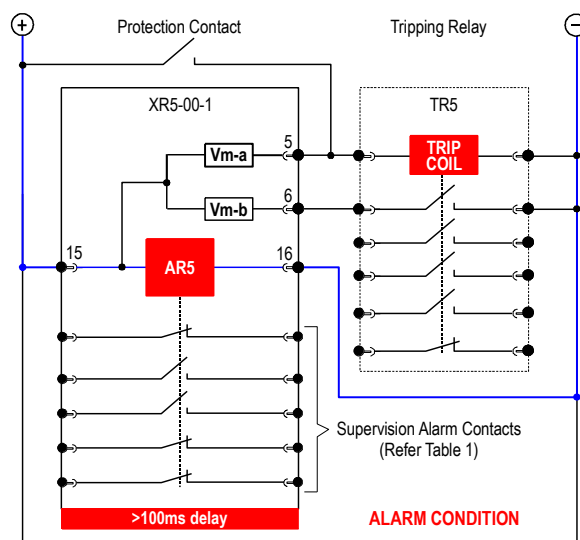 +
Protection Contact
Tripping Relay
−
XR5-00-1
TR5
5
Vm-a
TRIP
COIL
6
Vm-b
15
AR5
16
Supervision Alarm Contacts
(Refer Table 1)
>100ms delay
ALARM CONDITION